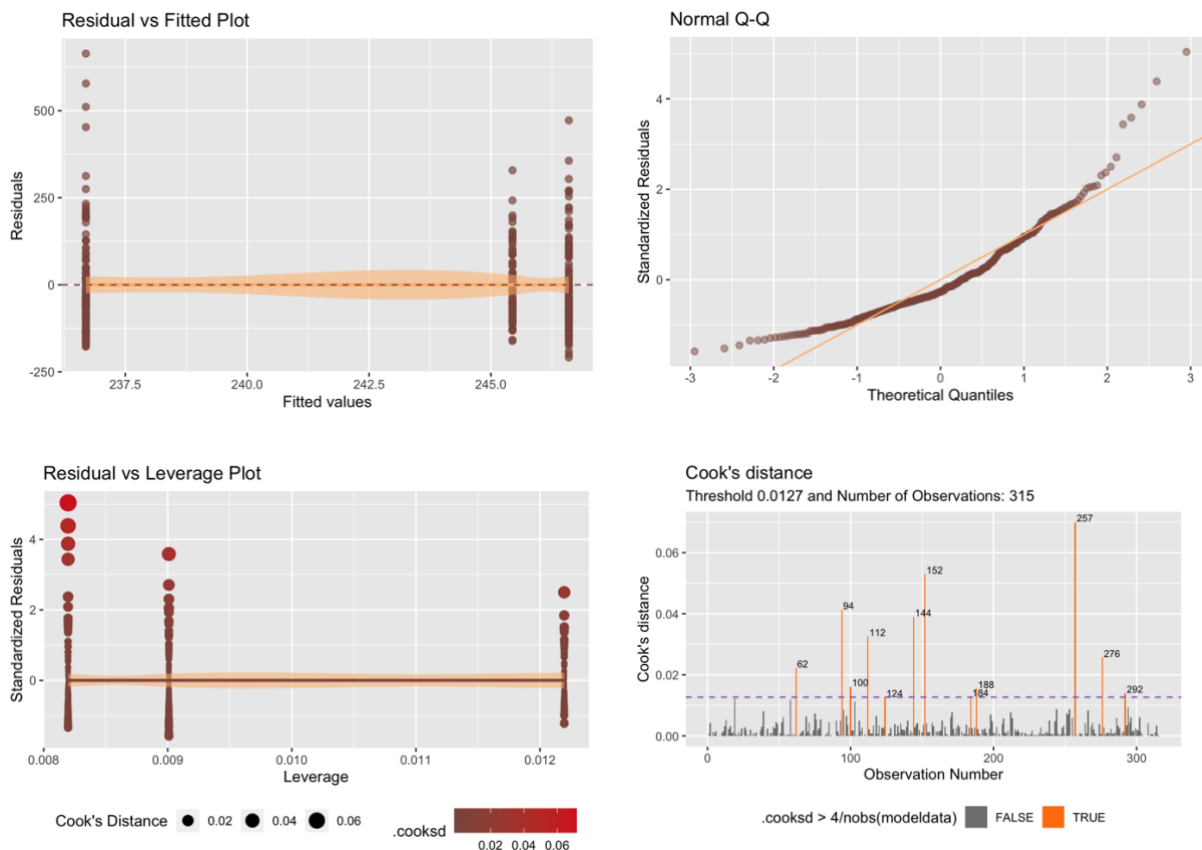 Residual vs Fitted Plot
500
250
0
-250
Residuals
237.5 240.0 242.5 245.0
Fitted values
Normal Q-Q
4
2
0
Standardized Residuals
-3 -2 -1 0 1 2 3
Theoretical Quantiles
Residual vs Leverage Plot
4
2
0
Standardized Residuals
0.008 0.009 0.010 0.011 0.012
Leverage
Cook's Distance 0.02 0.04 0.06
.cooksd 0.02 0.04 0.06
Cook's distance
Threshold 0.0127 and Number of Observations: 315
0.06
0.04
0.02
0.00
Cook's distance
257
152
94
144
112
276
62
100
188
124
184
292
0 100 200 300
Observation Number
.cooksd > 4/nobs(modeldata) FALSE TRUE